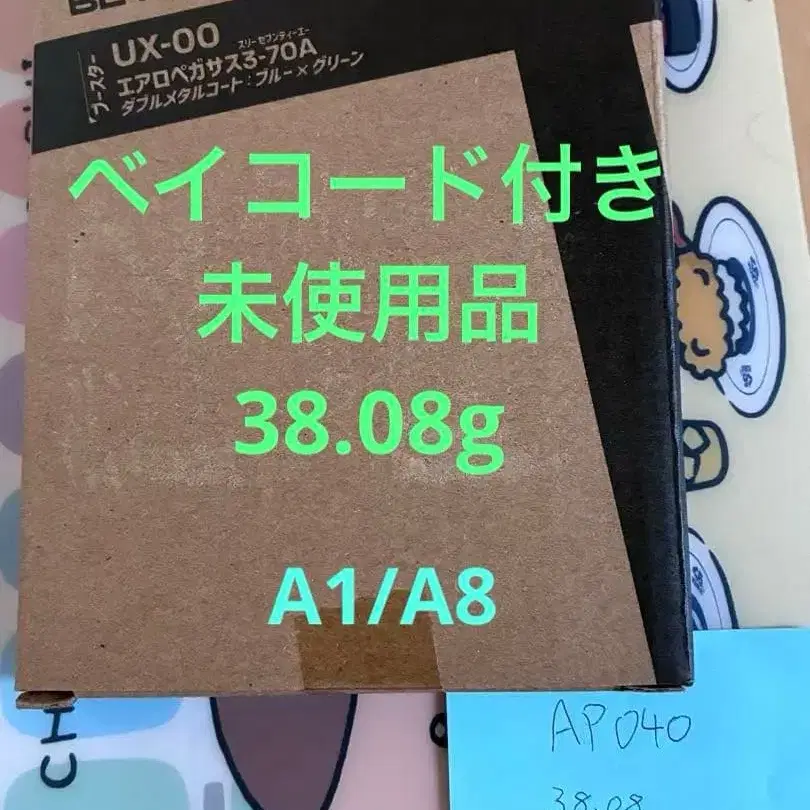 UX-00
スリーセブンティーエー
ブースター
エアロペガサス3-70A
ダブルメタルコート:ブルー×グリーン
ベイコード付き
未使用品
38.08g
A1/A8
AP040
38.08
CH